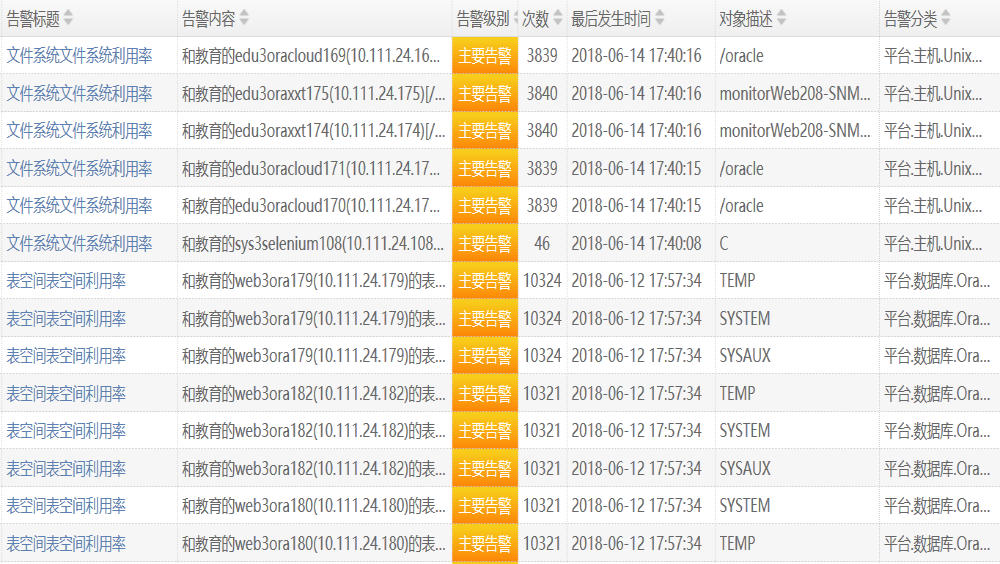 告警标题 告警内容 告警级别 次数 最后发生时间 对象描述 告警分类
文件系统文件系统利用率 和教育的edu3oracloud169(10.111.24.16... 主要告警 3839 2018-06-14 17:40:16 /oracle 平台.主机.Unix...
文件系统文件系统利用率 和教育的edu3oraxxt175(10.111.24.175)[/... 主要告警 3840 2018-06-14 17:40:16 monitorWeb208-SNM... 平台.主机.Unix...
文件系统文件系统利用率 和教育的edu3oraxxt174(10.111.24.174)[/... 主要告警 3840 2018-06-14 17:40:16 monitorWeb208-SNM... 平台.主机.Unix...
文件系统文件系统利用率 和教育的edu3oracloud171(10.111.24.17... 主要告警 3839 2018-06-14 17:40:15 /oracle 平台.主机.Unix...
文件系统文件系统利用率 和教育的edu3oracloud170(10.111.24.17... 主要告警 3839 2018-06-14 17:40:15 /oracle 平台.主机.Unix...
文件系统文件系统利用率 和教育的sys3selenium108(10.111.24.108... 主要告警 46 2018-06-14 17:40:08 C 平台.主机.Unix...
表空间表空间利用率 和教育的web3ora179(10.111.24.179)的表... 主要告警 10324 2018-06-12 17:57:34 TEMP 平台.数据库.Ora...
表空间表空间利用率 和教育的web3ora179(10.111.24.179)的表... 主要告警 10324 2018-06-12 17:57:34 SYSTEM 平台.数据库.Ora...
表空间表空间利用率 和教育的web3ora179(10.111.24.179)的表... 主要告警 10324 2018-06-12 17:57:34 SYSAUX 平台.数据库.Ora...
表空间表空间利用率 和教育的web3ora182(10.111.24.182)的表... 主要告警 10321 2018-06-12 17:57:34 TEMP 平台.数据库.Ora...
表空间表空间利用率 和教育的web3ora182(10.111.24.182)的表... 主要告警 10321 2018-06-12 17:57:34 SYSTEM 平台.数据库.Ora...
表空间表空间利用率 和教育的web3ora182(10.111.24.182)的表... 主要告警 10321 2018-06-12 17:57:34 SYSAUX 平台.数据库.Ora...
表空间表空间利用率 和教育的web3ora180(10.111.24.180)的表... 主要告警 10321 2018-06-12 17:57:34 SYSTEM 平台.数据库.Ora...
表空间表空间利用率 和教育的web3ora180(10.111.24.180)的表... 主要告警 10321 2018-06-12 17:57:34 TEMP 平台.数据库.Ora...